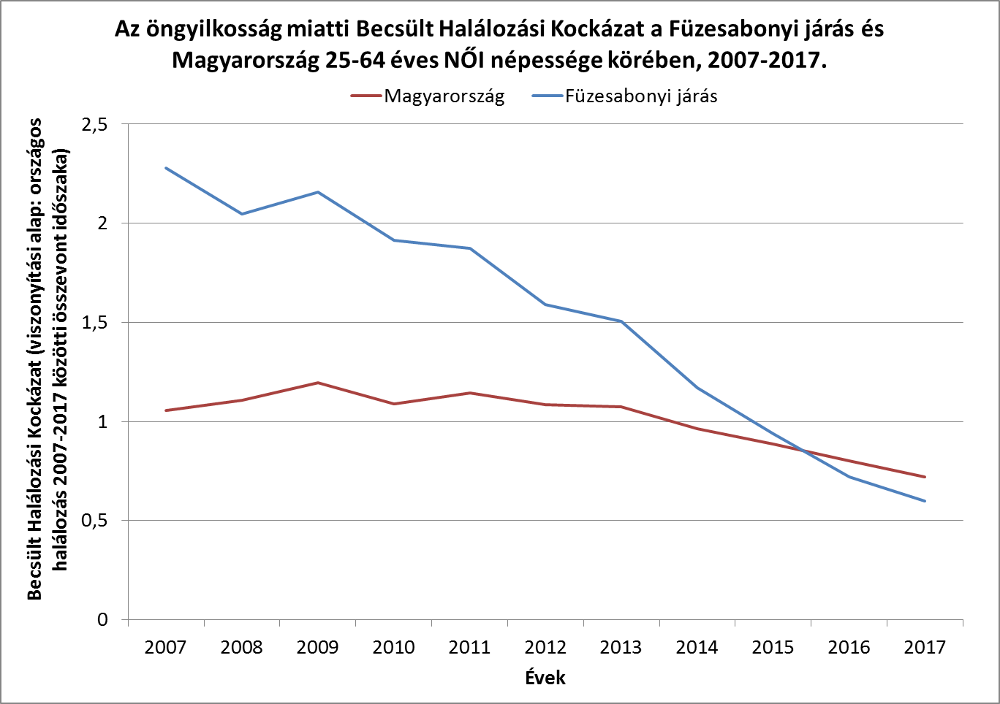 Az öngyilkosság miatti Becsült Halálozási Kockázat a Füzesabonyi járás és
Magyarország 25-64 éves NŐI népessége körében, 2007-2017.
Magyarország Füzesabonyi járás
Becsült Halálozási Kockázat (viszonyítási alap: országos
halálozás 2007-2017 közötti összevont időszaka)
2,5
2
1,5
1
0,5
0
2007 2008 2009 2010 2011 2012 2013 2014 2015 2016 2017
Évek